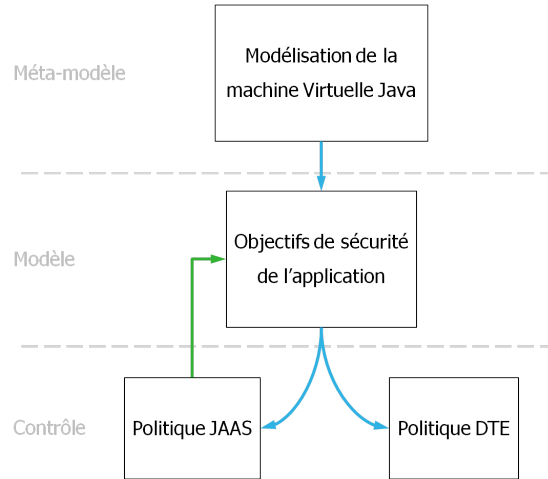 Méta-modèle
Modélisation de la
machine Virtuelle Java
Modèle
Objectifs de sécurité
de l'application
Contrôle
Politique JAAS
Politique DTE